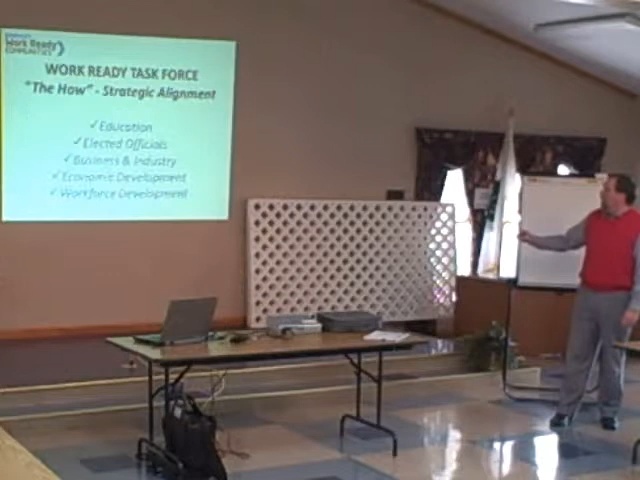 Work Ready
COMMUNITIES
WORK READY TASK FORCE
"The How" - Strategic Alignment
✓Education
✓Elected Officials
✓Business & Industry
✓Economic Development
✓Workforce Development